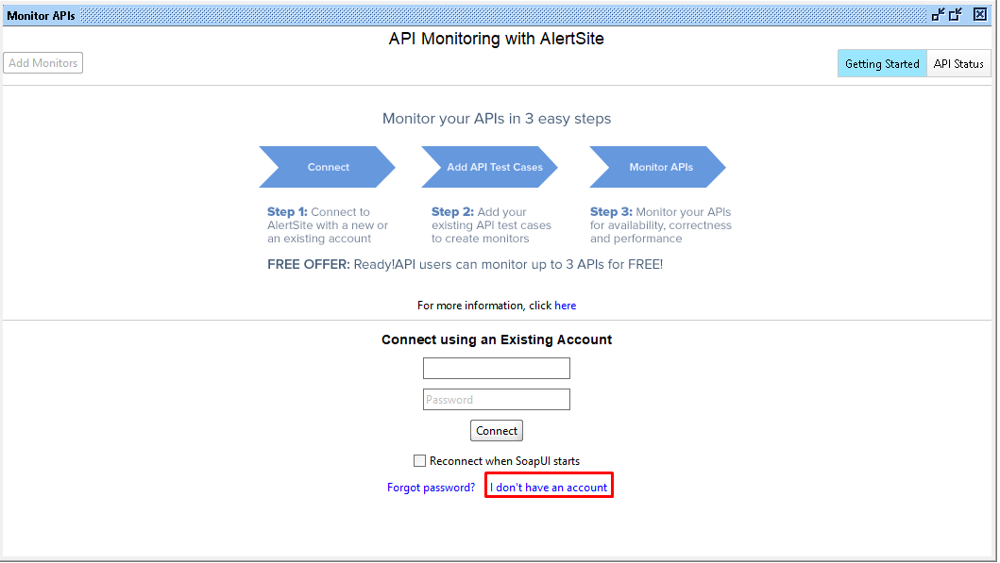 Monitor APIs
API Monitoring with AlertSite
Add Monitors
Getting Started
API Status
Monitor your APIs in 3 easy steps
Connect
Add API Test Cases
Monitor APIs
Step 1: Connect to
AlertSite with a new or
an existing account
Step 2: Add your
existing API test cases
to create monitors
Step 3: Monitor your APIs
for availability, correctness
and performance
FREE OFFER: Ready!API users can monitor up to 3 APIs for FREE!
For more information, click here
Connect using an Existing Account
Password
Connect
Reconnect when SoapUI starts
Forgot password?
I don't have an account